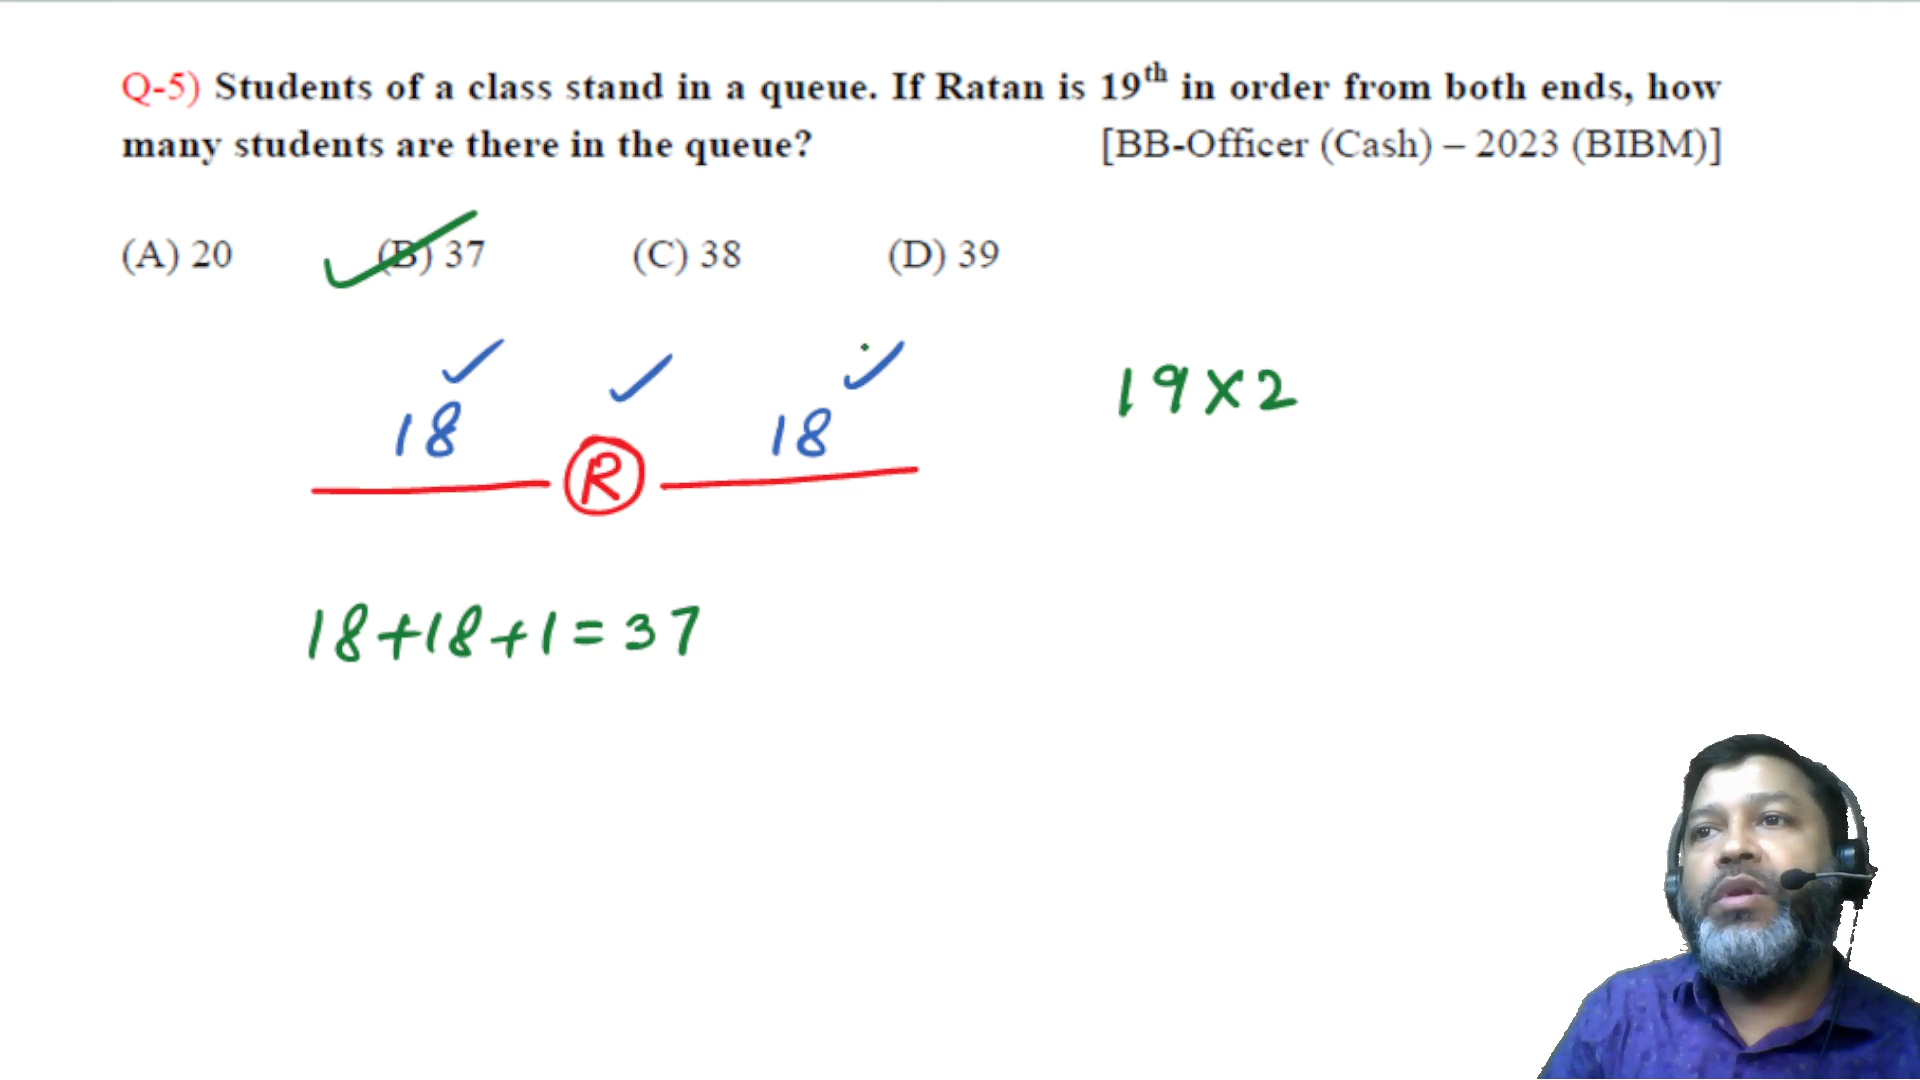 Q-5) Students of a class stand in a queue. If Ratan is 19th in order from both ends, how
many students are there in the queue? [BB-Officer (Cash) – 2023 (BIBM)]
(A) 20 (B) 37 (C) 38 (D) 39
18 18 19×2
R
18+18+1=37